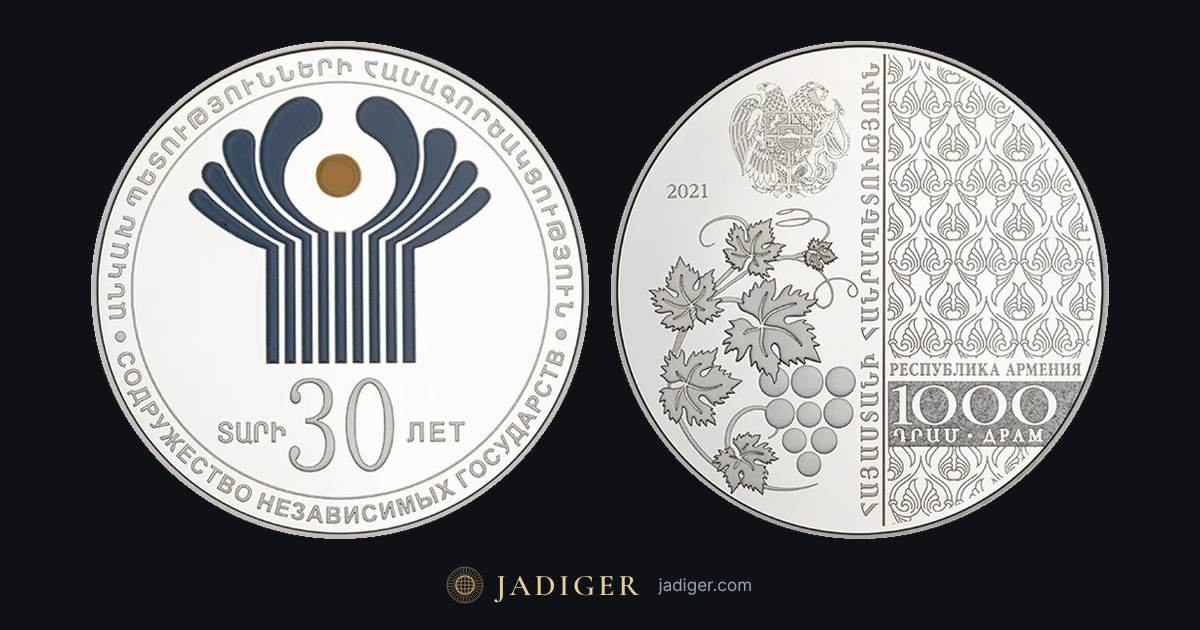 ԱՆԿԱԽ ՊԵՏՈՒԹՅՈՒՆՆԵՐԻ ՀԱՄԱԳՈՐԾԱԿՑՈՒԹՅՈՒՆ
• СОДРУЖЕСТВО НЕЗАВИСИМЫХ ГОСУДАРСТВ •
ՏԱՐԻ 30 ЛЕТ
2021
ՀԱՅԱՍՏԱՆԻ ՀԱՆՐԱՊԵՏՈՒԹՅՈՒՆ
РЕСПУБЛИКА АРМЕНИЯ
1000
ԴՐԱՄ · ДРАМ
JADIGER jadiger.com